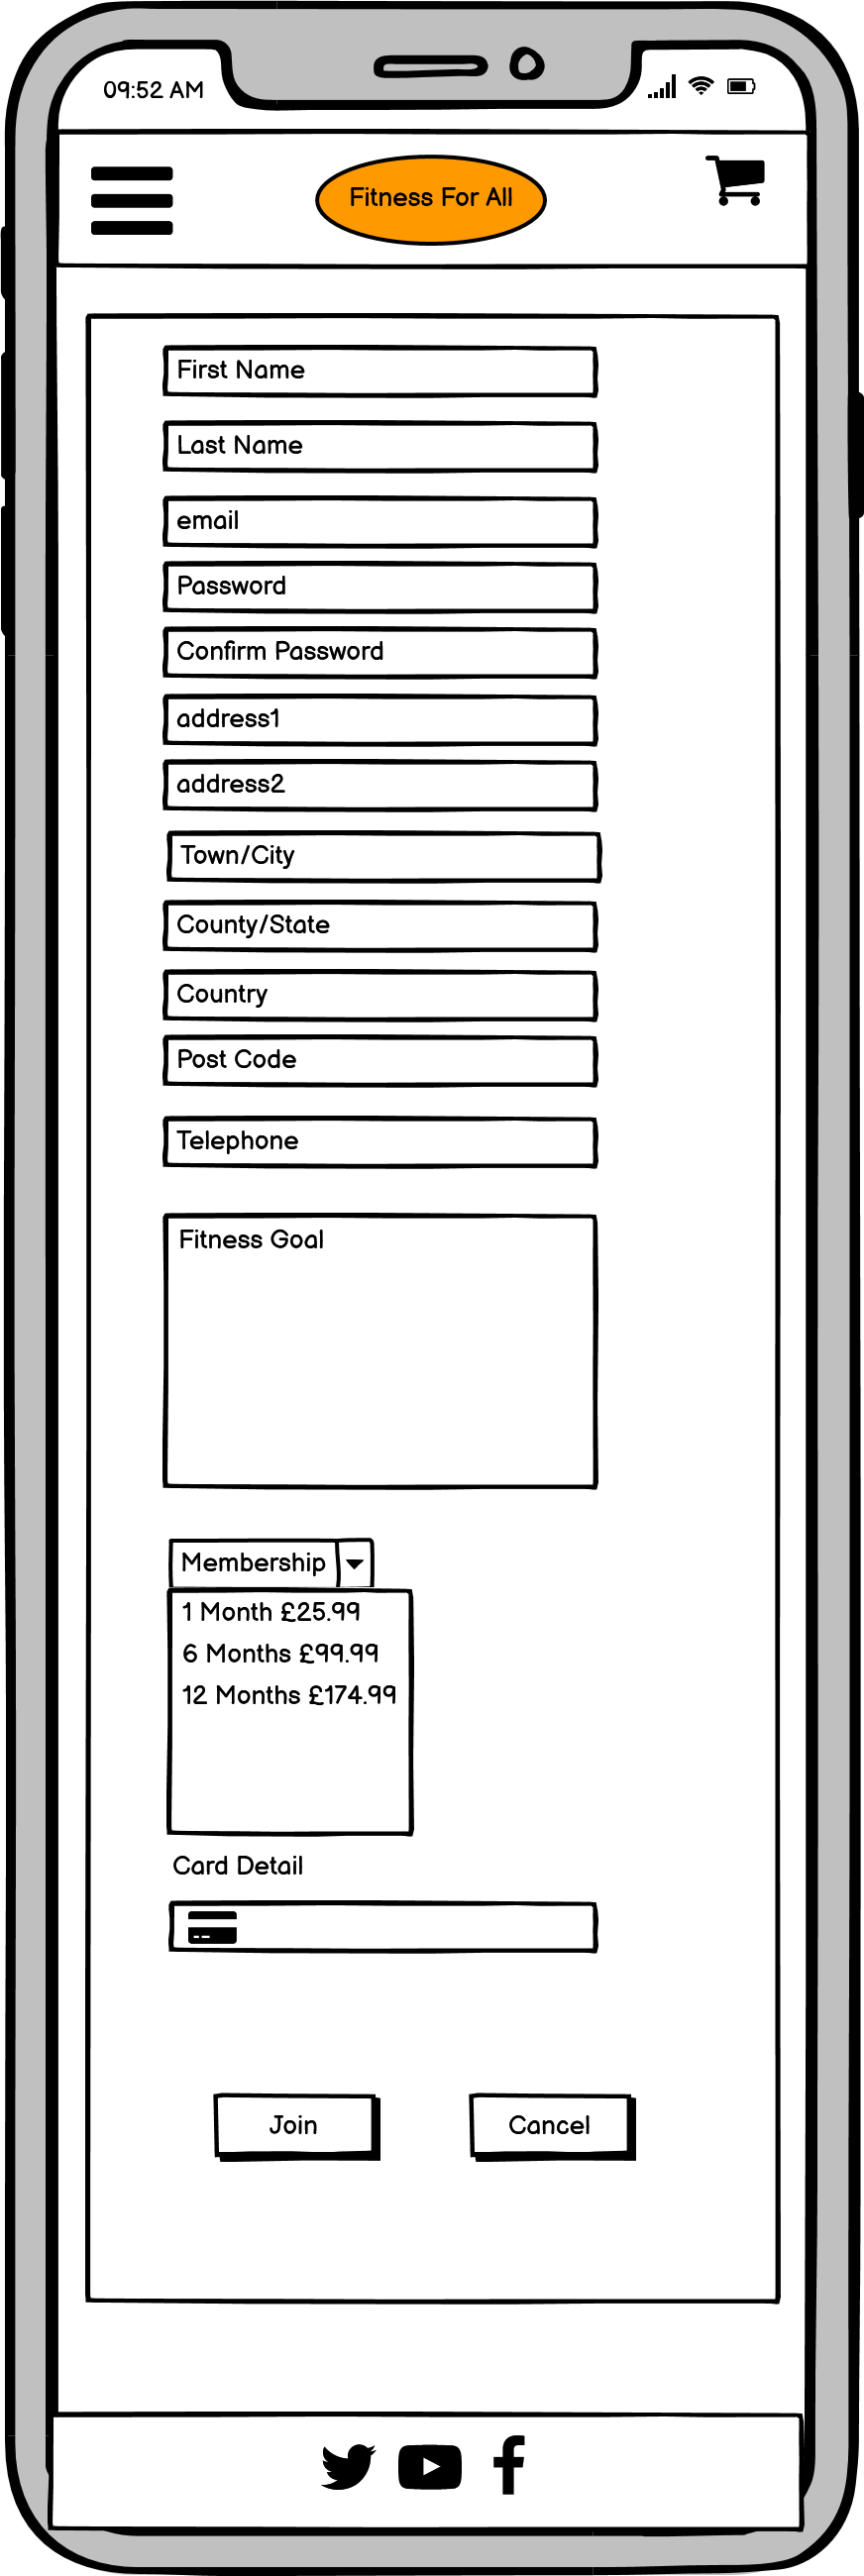 09:52 AM
Fitness For All
First Name
Last Name
email
Password
Confirm Password
address1
address2
Town/City
County/State
Country
Post Code
Telephone
Fitness Goal
Membership
1 Month £25.99
6 Months £99.99
12 Months £174.99
Card Detail
Join Cancel